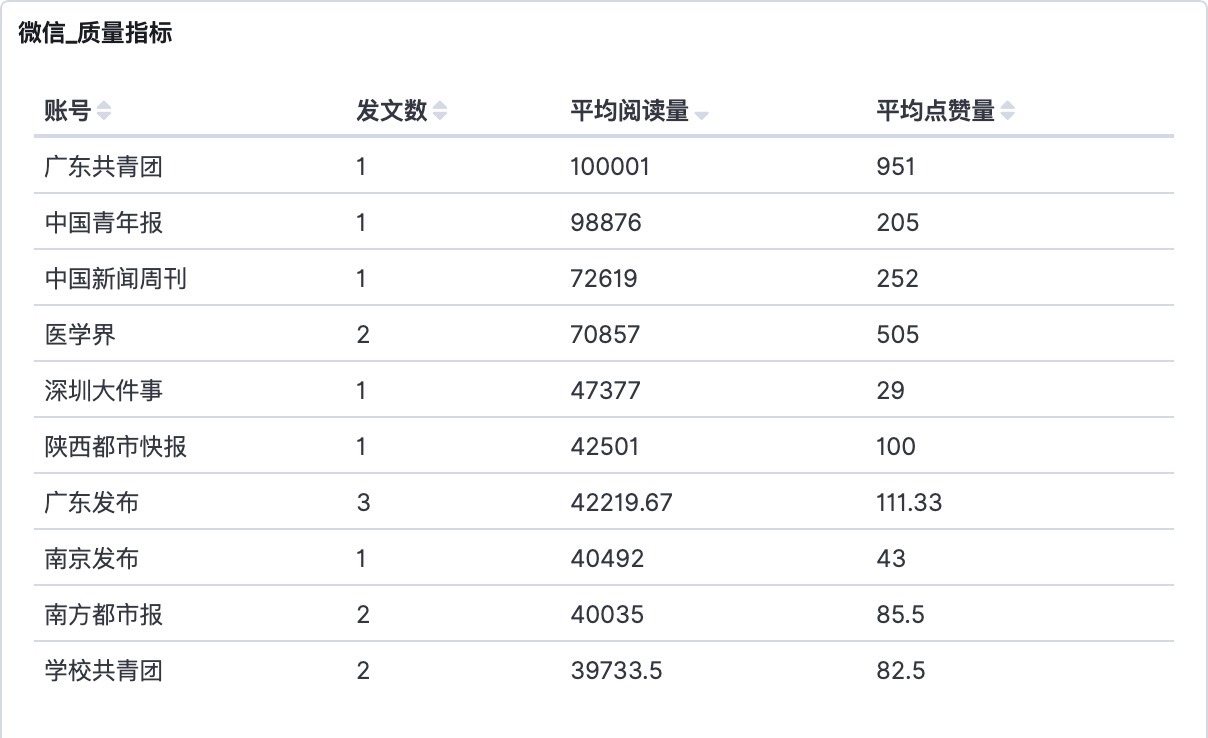 微信_质量指标
账号 发文数 平均阅读量 平均点赞量
广东共青团 1 100001 951
中国青年报 1 98876 205
中国新闻周刊 1 72619 252
医学界 2 70857 505
深圳大件事 1 47377 29
陕西都市快报 1 42501 100
广东发布 3 42219.67 111.33
南京发布 1 40492 43
南方都市报 2 40035 85.5
学校共青团 2 39733.5 82.5